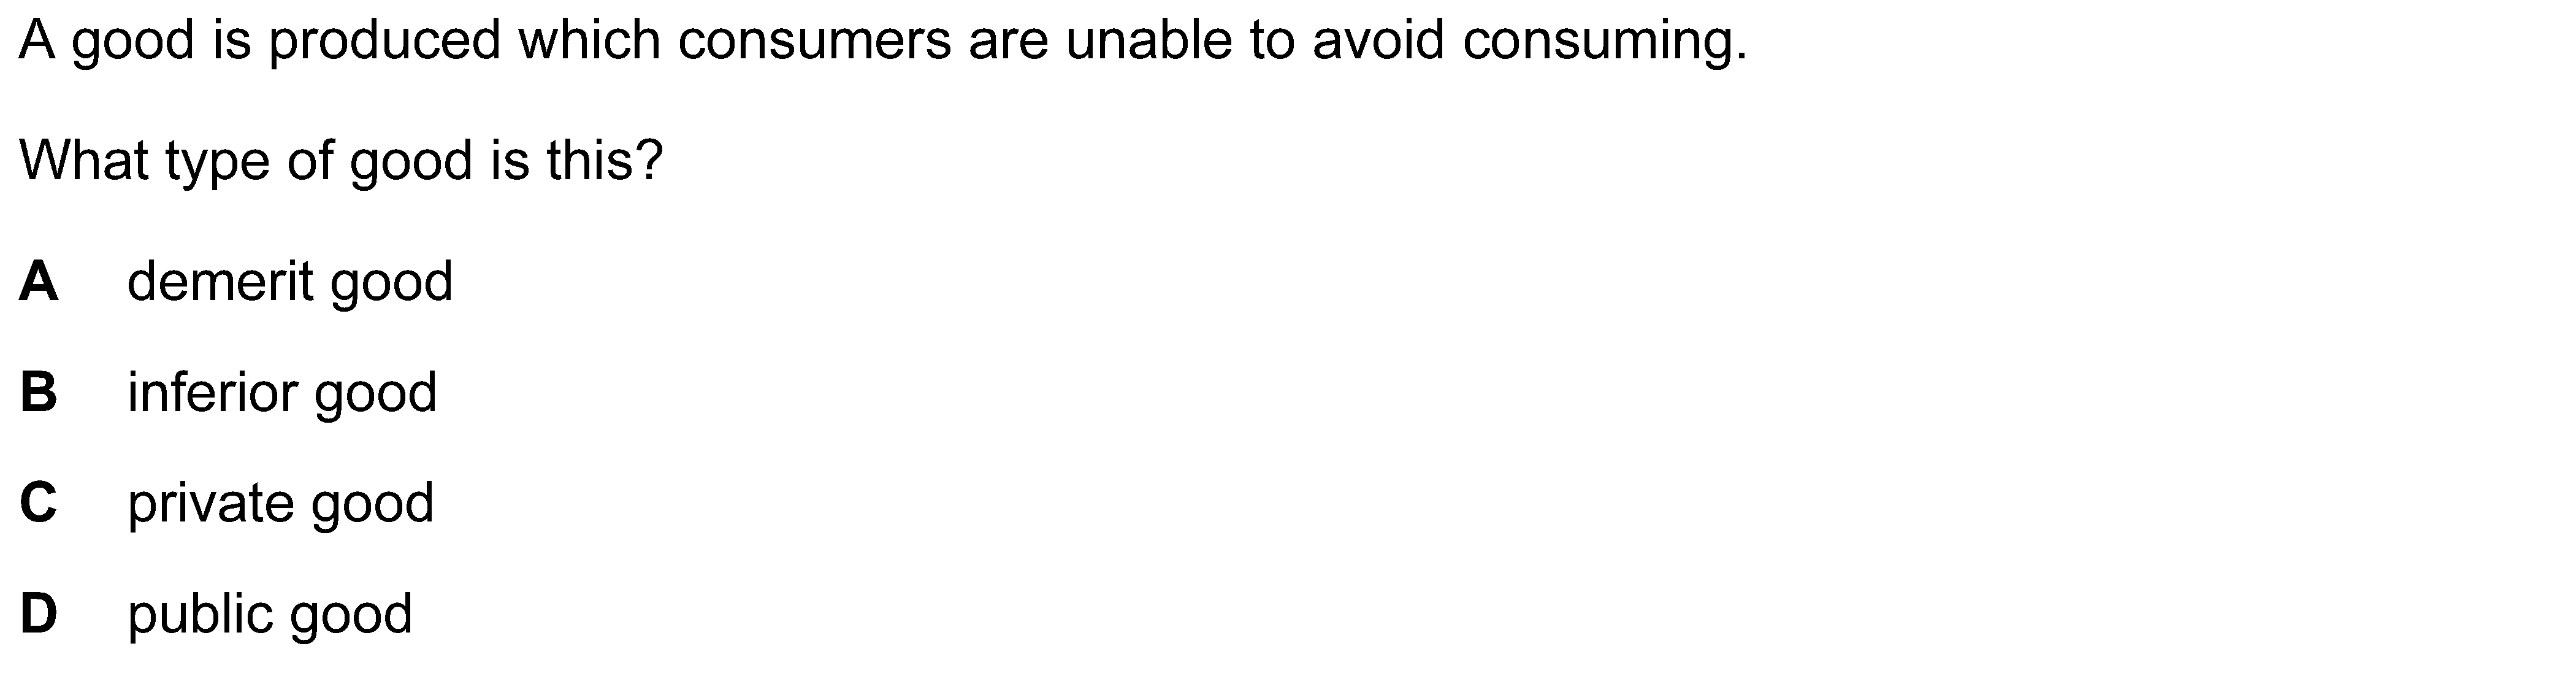 A good is produced which consumers are unable to avoid consuming.
What type of good is this?
A demerit good
B inferior good
C private good
D public good